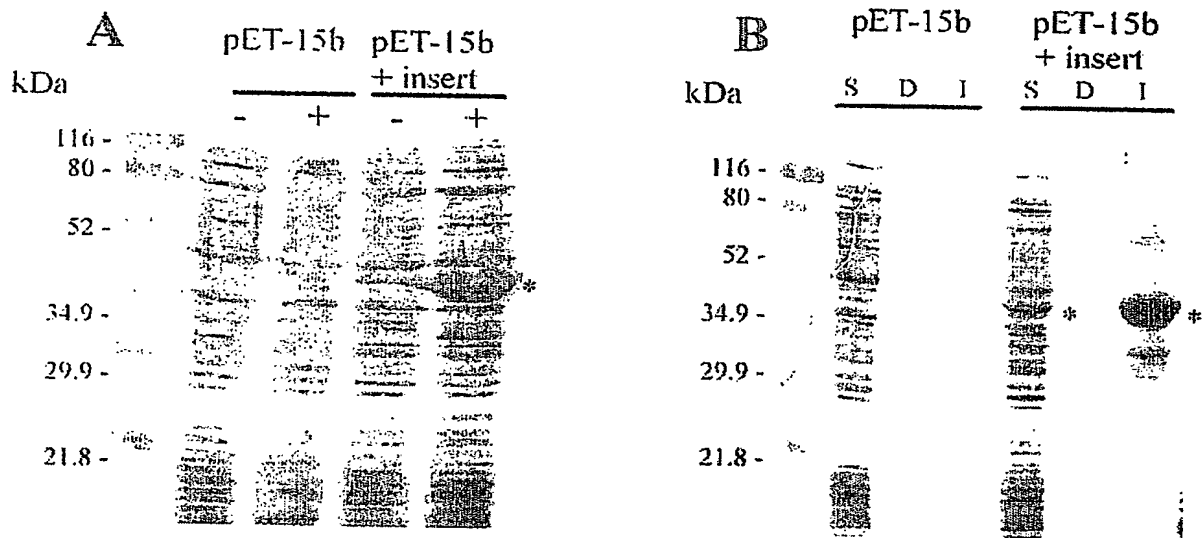 A
pET-15b pET-15b
+ insert
kDa
- + - +
116 -
80 -
52 -
*
34.9 -
29.9 -
21.8 -
B
pET-15b pET-15b
+ insert
kDa
S D I S D I
116 -
80 -
52 -
34.9 - * *
29.9 -
21.8 -